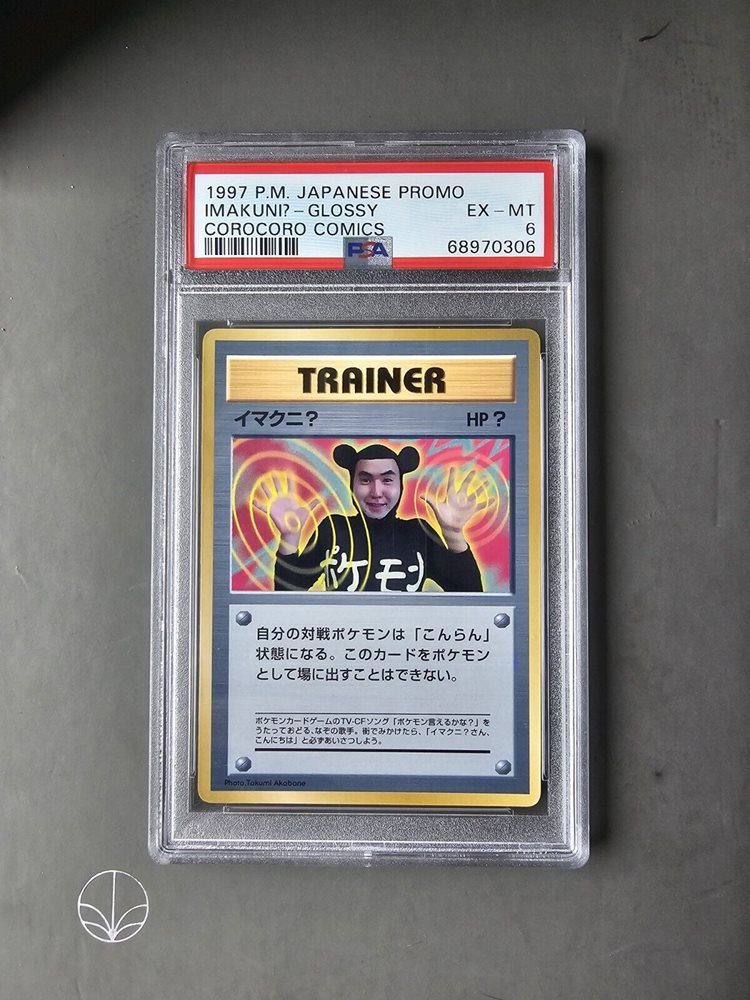 1997 P.M. JAPANESE PROMO
IMAKUNI?-GLOSSY EX-MT
COROCORO COMICS 6
PSA 68970306
TRAINER
イマクニ? HP ?
ポケモン
自分の対戦ポケモンは「こんらん」
状態になる。このカードをポケモン
として場に出すことはできない。
ポケモンカードゲームのTV-CFソング「ポケモン言えるかな?」を
うたっておどる、なぞの歌手。街でみかけたら、「イマクニ?さん、
こんにちは」と必ずあいさつしよう。
Photo.Takumi Akabane